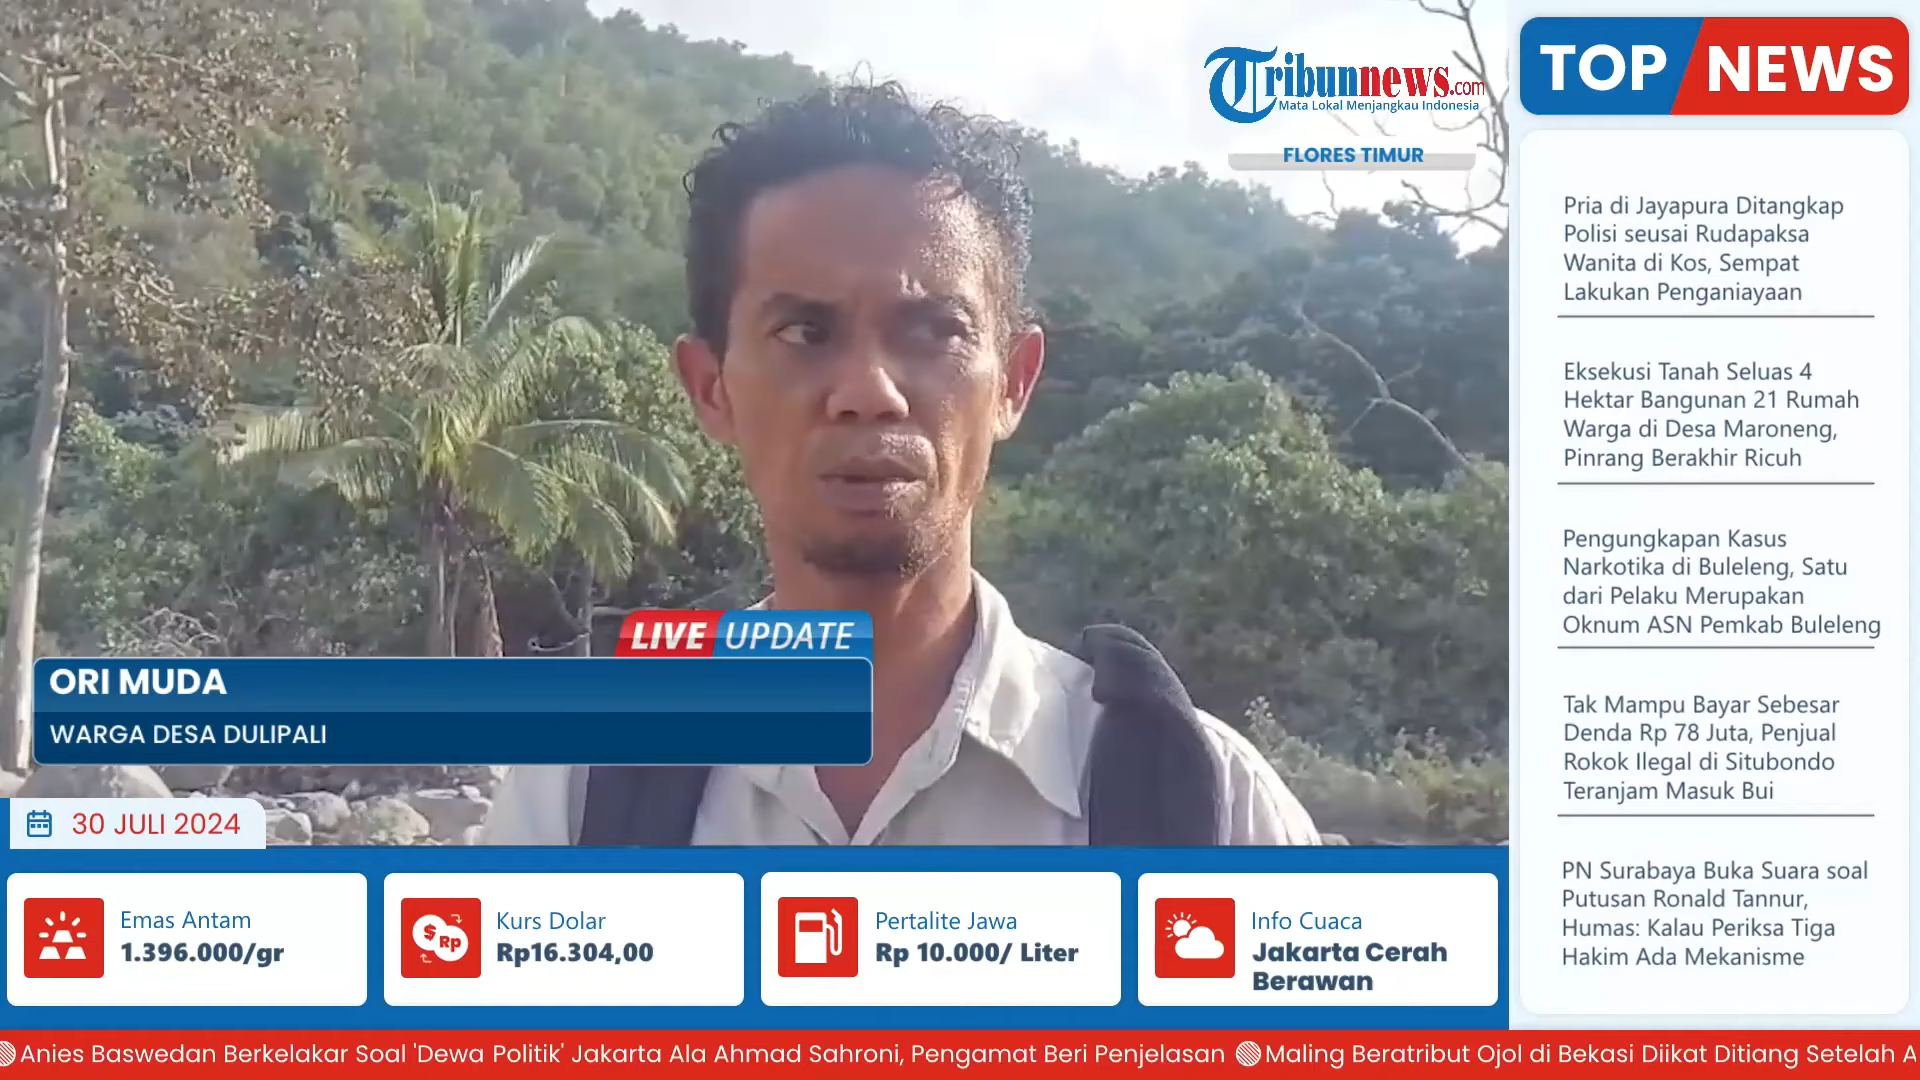 Tribunnews.com
Mata Lokal Menjangkau Indonesia
FLORES TIMUR
TOP NEWS
Pria di Jayapura Ditangkap
Polisi seusai Rudapaksa
Wanita di Kos, Sempat
Lakukan Penganiayaan
Eksekusi Tanah Seluas 4
Hektar Bangunan 21 Rumah
Warga di Desa Maroneng,
Pinrang Berakhir Ricuh
Pengungkapan Kasus
Narkotika di Buleleng, Satu
dari Pelaku Merupakan
Oknum ASN Pemkab Buleleng
Tak Mampu Bayar Sebesar
Denda Rp 78 Juta, Penjual
Rokok Ilegal di Situbondo
Teranjam Masuk Bui
PN Surabaya Buka Suara soal
Putusan Ronald Tannur,
Humas: Kalau Periksa Tiga
Hakim Ada Mekanisme
LIVE UPDATE
ORI MUDA
WARGA DESA DULIPALI
30 JULI 2024
Emas Antam
1.396.000/gr
$ Rp
Kurs Dolar
Rp16.304,00
Pertalite Jawa
Rp 10.000/ Liter
Info Cuaca
Jakarta Cerah
Berawan
Anies Baswedan Berkelakar Soal 'Dewa Politik' Jakarta Ala Ahmad Sahroni, Pengamat Beri Penjelasan Maling Beratribut Ojol di Bekasi Diikat Ditiang Setelah A